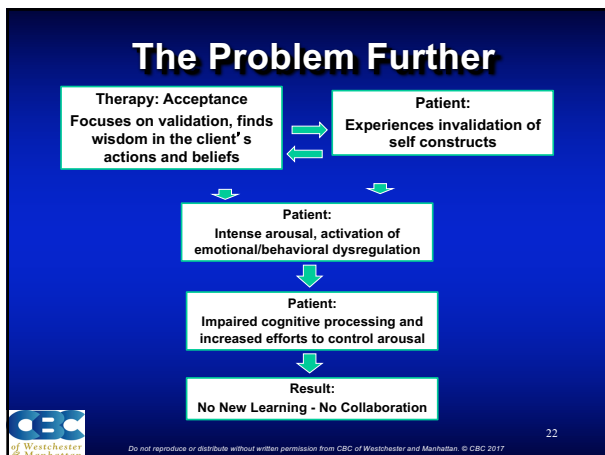 The Problem Further
Therapy: Acceptance
Focuses on validation, finds
wisdom in the client's
actions and beliefs
Patient:
Experiences invalidation of
self constructs
Patient:
Intense arousal, activation of
emotional/behavioral dysregulation
Patient:
Impaired cognitive processing and
increased efforts to control arousal
Result:
No New Learning - No Collaboration
CBC
of Westchester
& Manhattan
22
Do not reproduce or distribute without written permission from CBC of Westchester and Manhattan. © CBC 2017